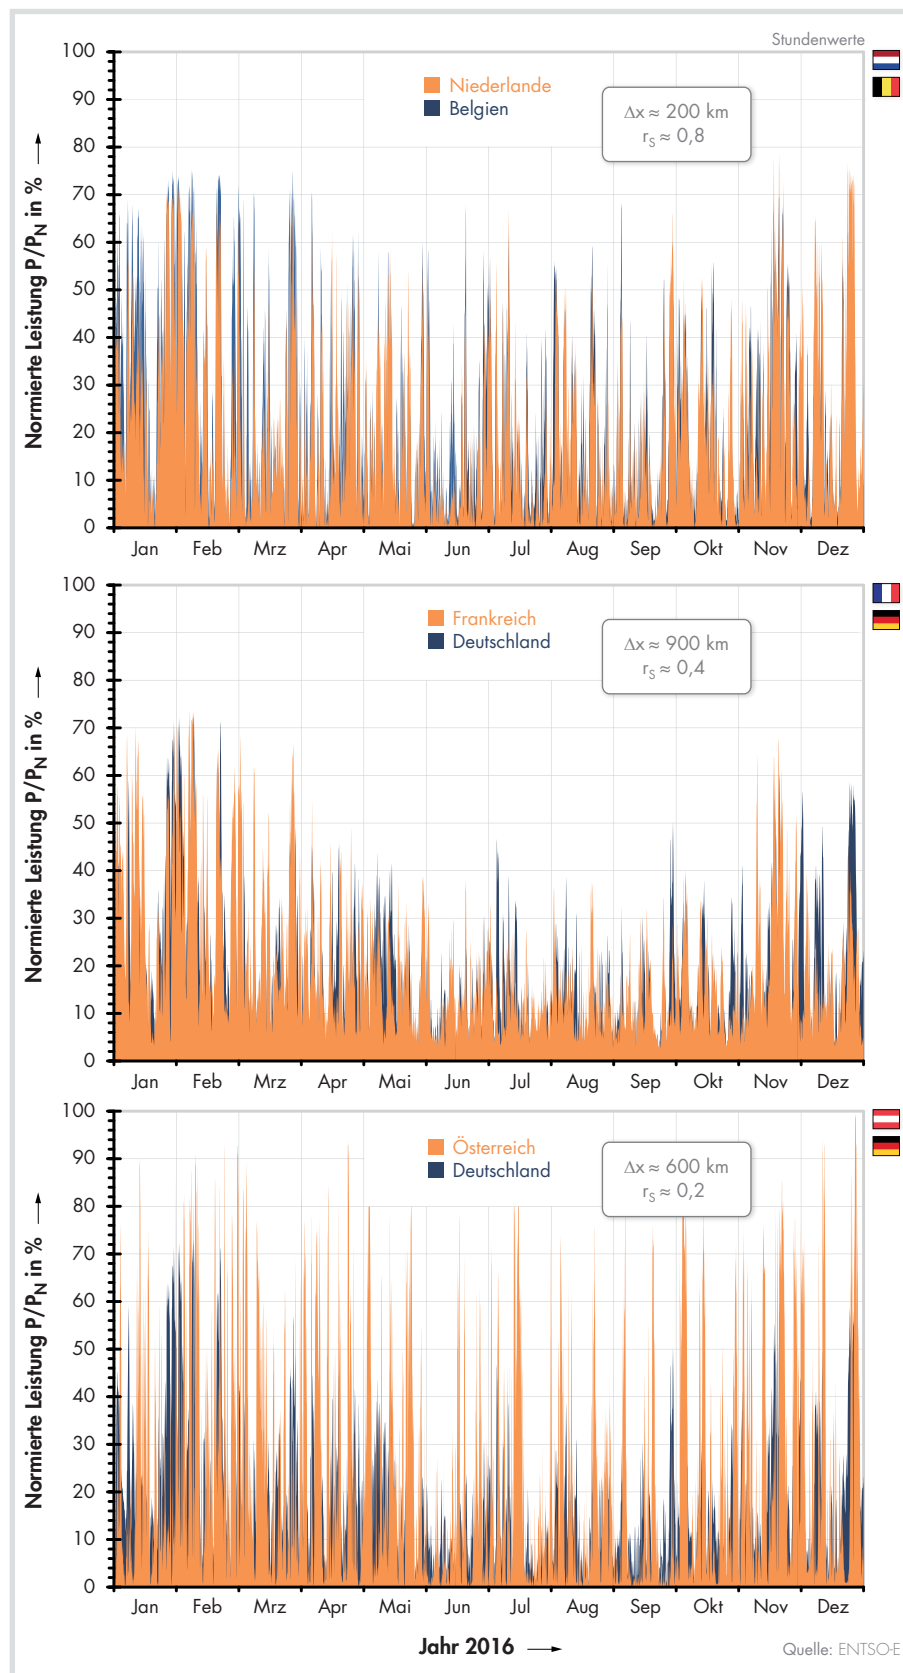 Stundenwerte
Normierte Leistung P/PN in %
100
90
80
70
60
50
40
30
20
10
0
Niederlande
Belgien
Δx ≈ 200 km
rS ≈ 0,8
Jan Feb Mrz Apr Mai Jun Jul Aug Sep Okt Nov Dez
Normierte Leistung P/PN in %
100
90
80
70
60
50
40
30
20
10
0
Frankreich
Deutschland
Δx ≈ 900 km
rS ≈ 0,4
Jan Feb Mrz Apr Mai Jun Jul Aug Sep Okt Nov Dez
Normierte Leistung P/PN in %
100
90
80
70
60
50
40
30
20
10
0
Österreich
Deutschland
Δx ≈ 600 km
rS ≈ 0,2
Jan Feb Mrz Apr Mai Jun Jul Aug Sep Okt Nov Dez
Jahr 2016
Quelle: ENTSO-E